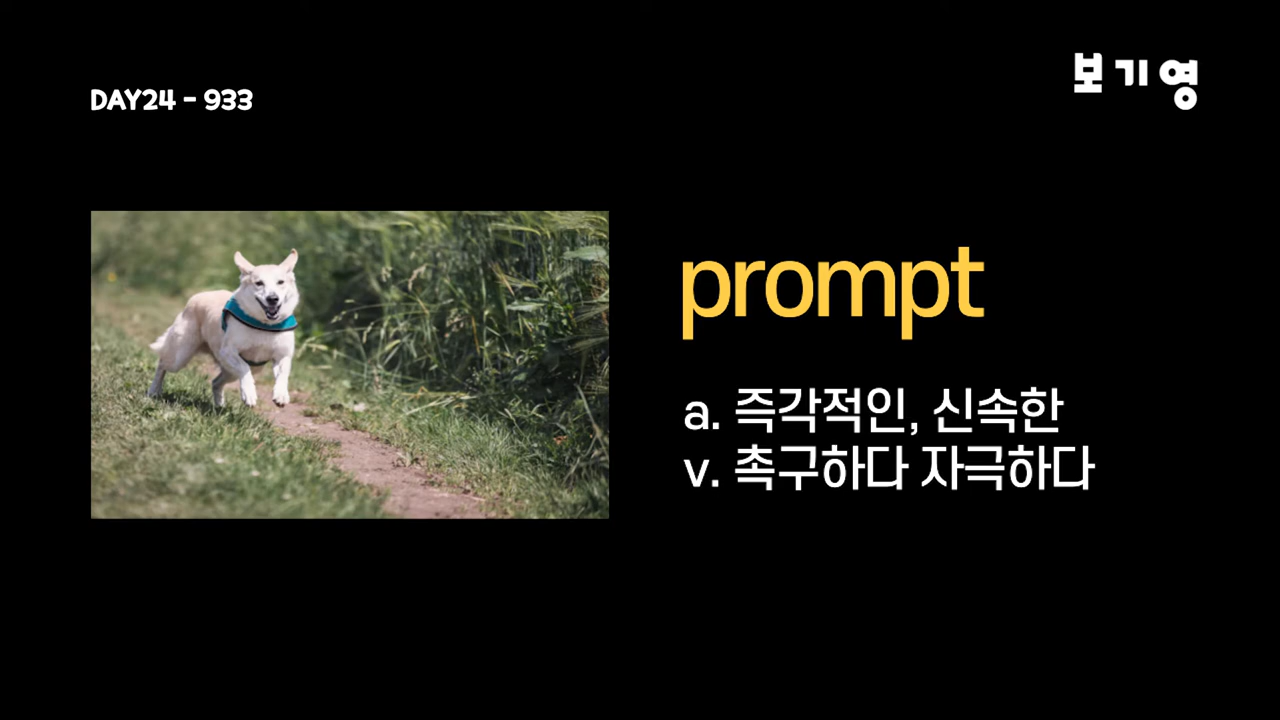 DAY24 - 933
보기영
prompt
a. 즉각적인, 신속한
v. 촉구하다 자극하다